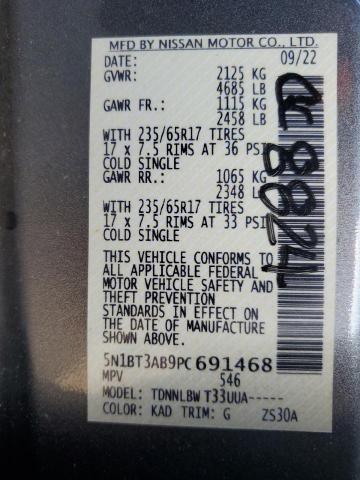 MFD BY NISSAN MOTOR CO., LTD.
DATE: 09/22
GVWR: 2125 KG
4685 LB
GAWR FR.: 1115 KG
2458 LB
WITH 235/65R17 TIRES
17 x 7.5 RIMS AT 36 PSI
COLD SINGLE
GAWR RR.: 1065 KG
2348 LB
WITH 235/65R17 TIRES
17 x 7.5 RIMS AT 33 PSI
COLD SINGLE
THIS VEHICLE CONFORMS TO
ALL APPLICABLE FEDERAL
MOTOR VEHICLE SAFETY AND
THEFT PREVENTION
STANDARDS IN EFFECT ON
THE DATE OF MANUFACTURE
SHOWN ABOVE.
5N1BT3AB9PC691468
MPV 546
MODEL: TDNNLBW T33UUA-----
COLOR: KAD TRIM: G ZS30A